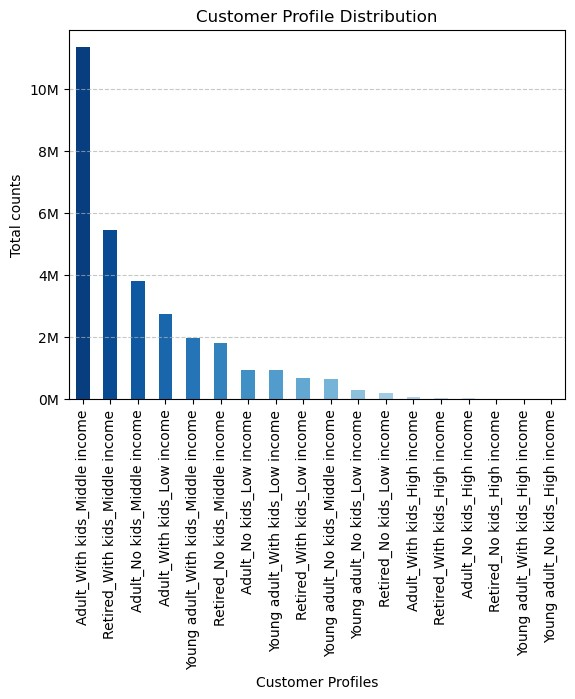 Customer Profile Distribution
Total counts
10M
8M
6M
4M
2M
0M
Adult_With kids_Middle income
Retired_With kids_Middle income
Adult_No kids_Middle income
Adult_With kids_Low income
Young adult_With kids_Middle income
Retired_No kids_Middle income
Adult_No kids_Low income
Young adult_With kids_Low income
Retired_With kids_Low income
Young adult_No kids_Middle income
Young adult_No kids_Low income
Retired_No kids_Low income
Adult_With kids_High income
Retired_With kids_High income
Adult_No kids_High income
Retired_No kids_High income
Young adult_With kids_High income
Young adult_No kids_High income
Customer Profiles